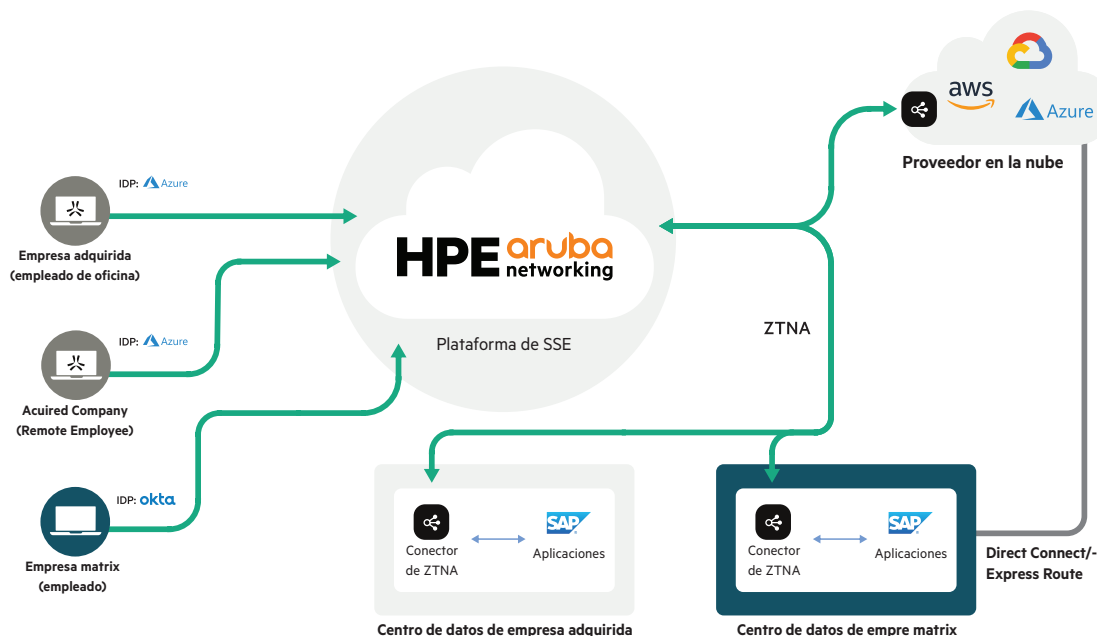 aws
Azure
Proveedor en la nube
IDP: Azure
Empresa adquirida
(empleado de oficina)
HPE aruba
networking
Plataforma de SSE
ZTNA
IDP: Azure
Acuired Company
(Remote Employee)
IDP: okta
Empresa matrix
(empleado)
Conector
de ZTNA
SAP
Aplicaciones
Centro de datos de empresa adquirida
Conector
de ZTNA
SAP
Aplicaciones
Centro de datos de empre matrix
Direct Connect/-
Express Route